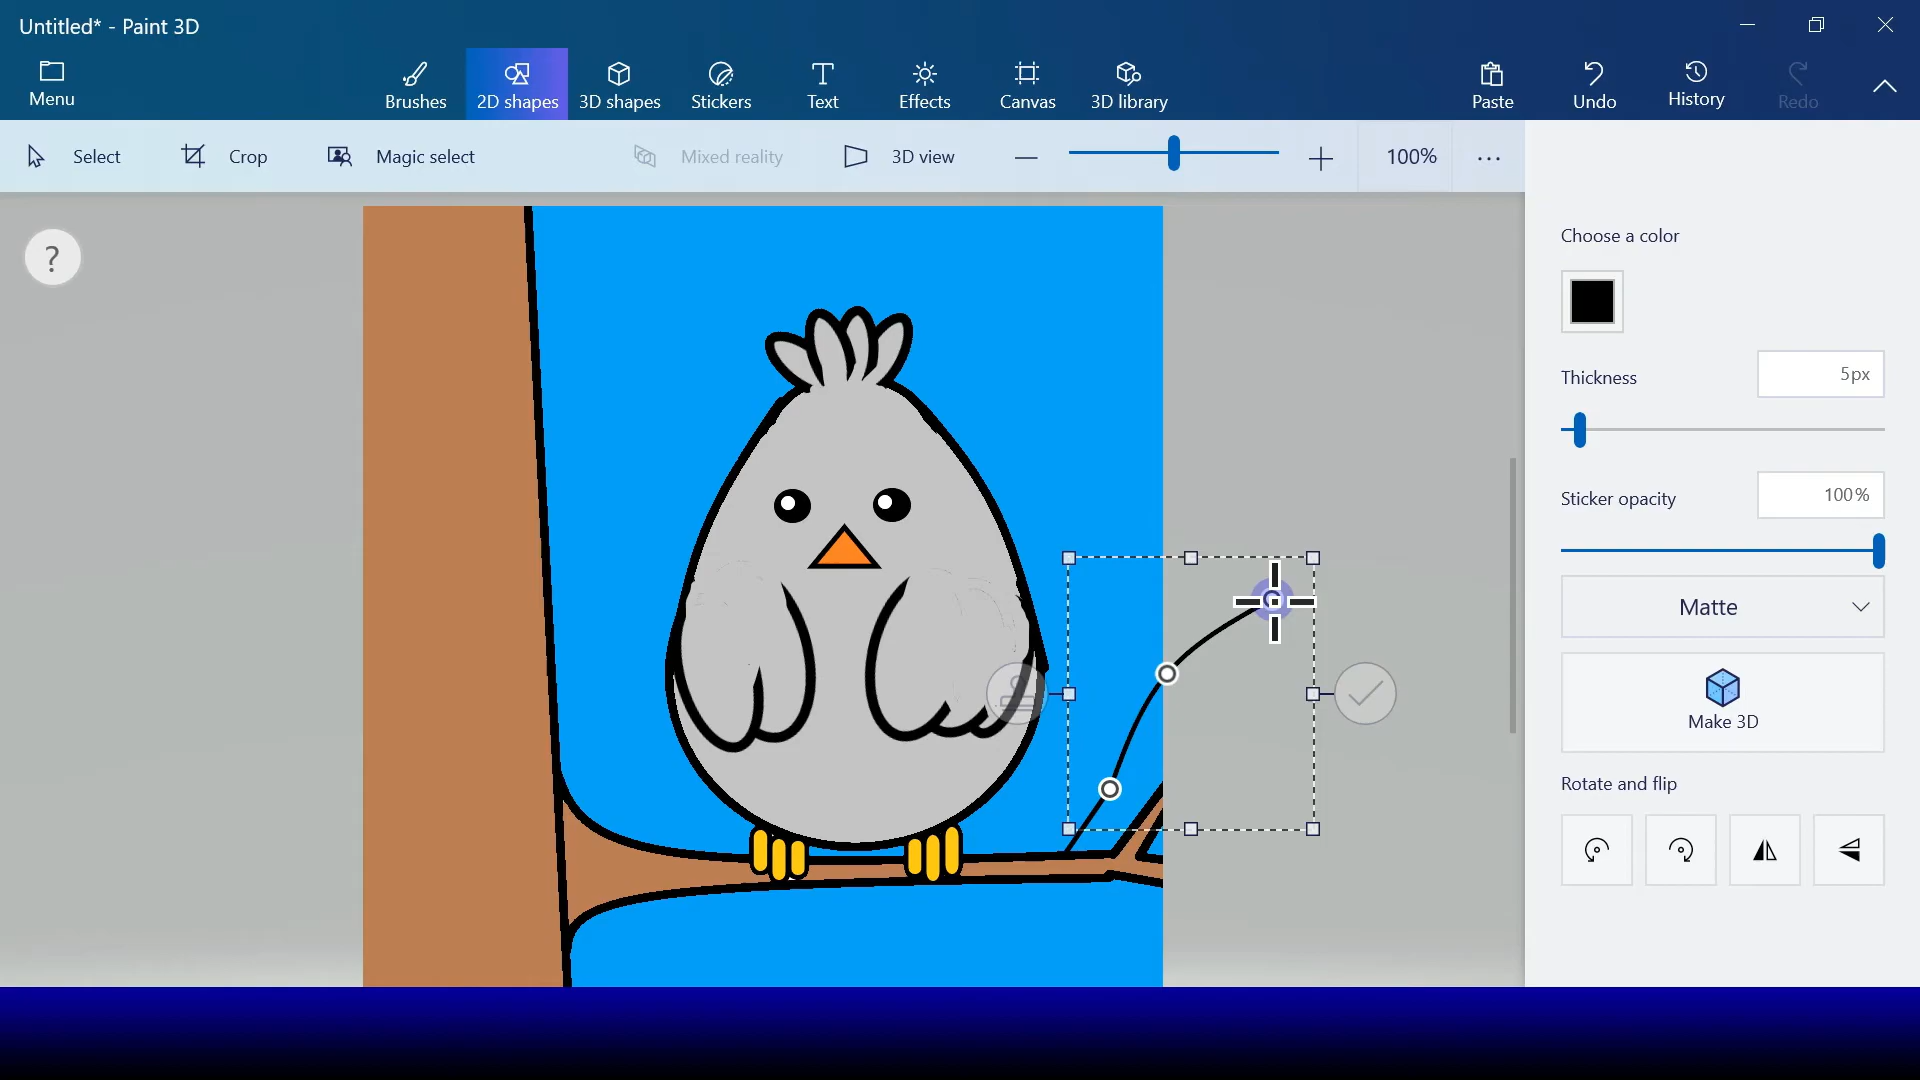 Untitled* - Paint 3D
Menu
Brushes
2D shapes
3D shapes
Stickers
Text
Effects
Canvas
3D library
Paste
Undo
History
Redo
Select
Crop
Magic select
Mixed reality
3D view
100%
?
Choose a color
Thickness
5px
Sticker opacity
100%
Matte
Make 3D
Rotate and flip